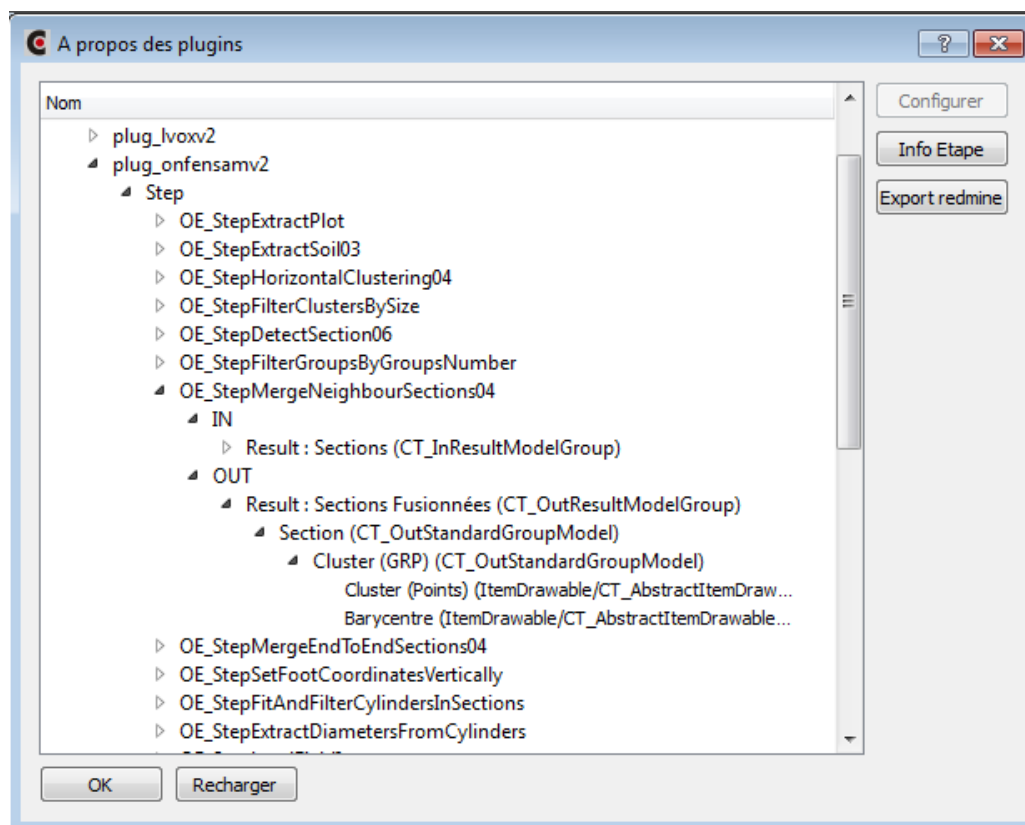 A propos des plugins
Nom
Configurer
plug_lvoxv2
Info Etape
plug_onfensamv2
Step
Export redmine
OE_StepExtractPlot
OE_StepExtractSoil03
OE_StepHorizontalClustering04
OE_StepFilterClustersBySize
OE_StepDetectSection06
OE_StepFilterGroupsByGroupsNumber
OE_StepMergeNeighbourSections04
IN
Result : Sections (CT_InResultModelGroup)
OUT
Result : Sections Fusionnées (CT_OutResultModelGroup)
Section (CT_OutStandardGroupModel)
Cluster (GRP) (CT_OutStandardGroupModel)
Cluster (Points) (ItemDrawable/CT_AbstractItemDraw...
Barycentre (ItemDrawable/CT_AbstractItemDrawable...
OE_StepMergeEndToEndSections04
OE_StepSetFootCoordinatesVertically
OE_StepFitAndFilterCylindersInSections
OE_StepExtractDiametersFromCylinders
OK Recharger